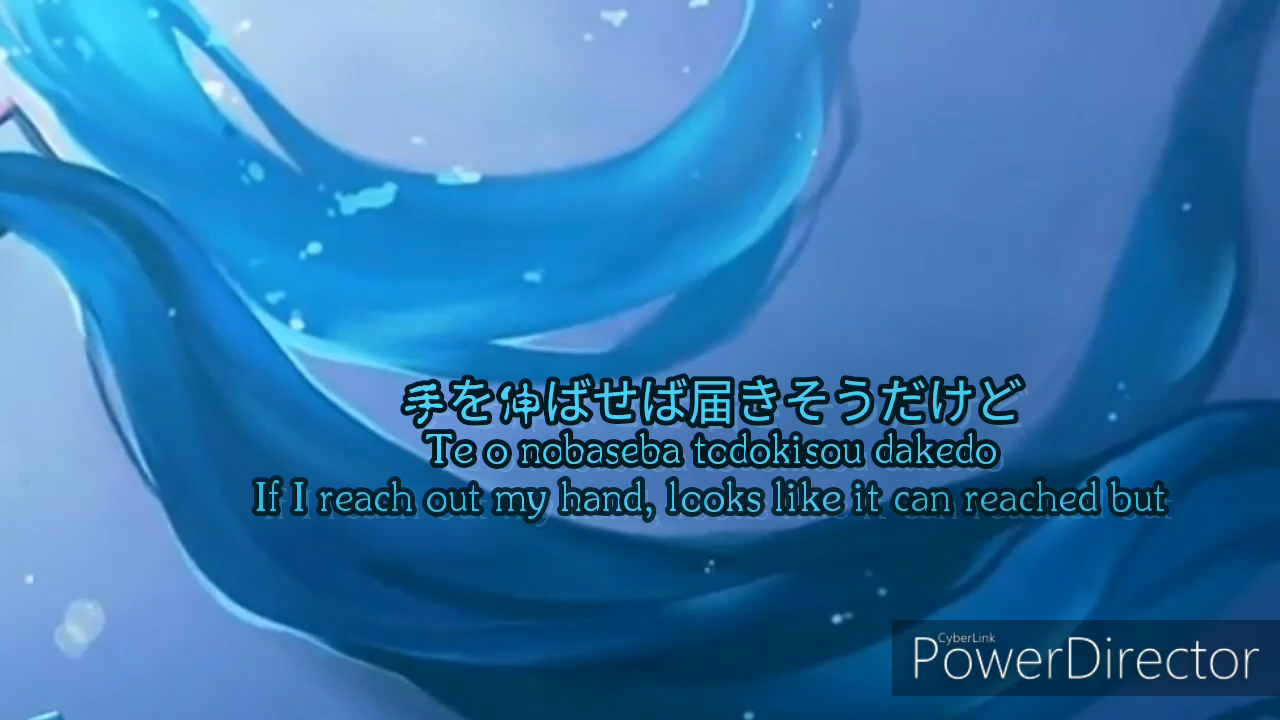 手を伸ばせば届きそうだけど
Te o nobaseba todokisou dakedo
If I reach out my hand, looks like it can reached but
CyberLink
PowerDirector